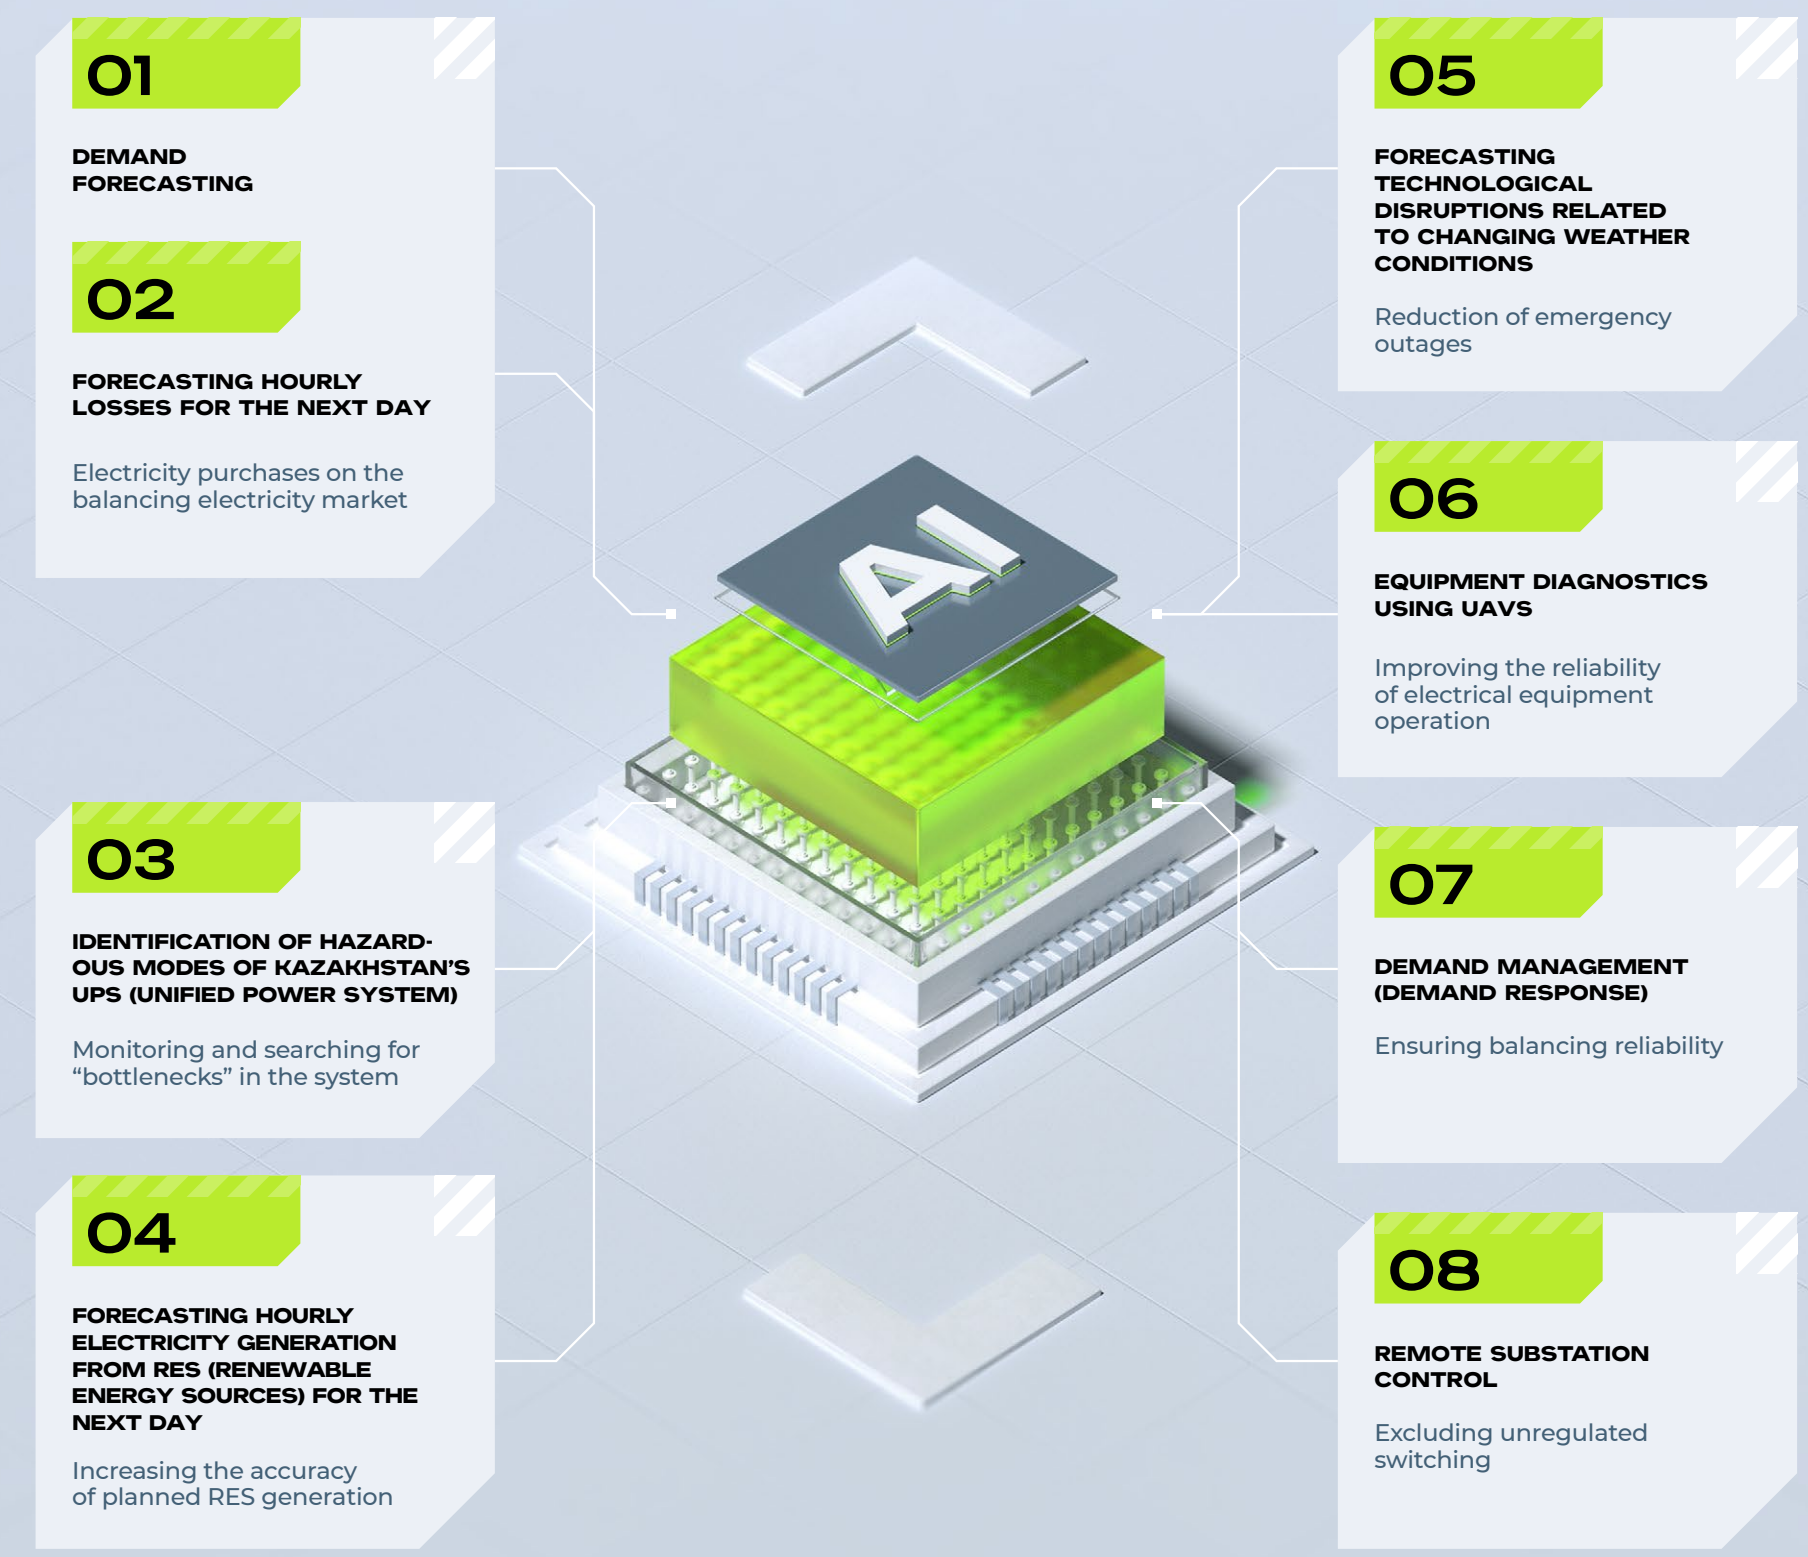 01
DEMAND
FORECASTING
02
FORECASTING HOURLY
LOSSES FOR THE NEXT DAY
Electricity purchases on the
balancing electricity market
03
IDENTIFICATION OF HAZARD-
OUS MODES OF KAZAKHSTAN’S
UPS (UNIFIED POWER SYSTEM)
Monitoring and searching for
“bottlenecks” in the system
04
FORECASTING HOURLY
ELECTRICITY GENERATION
FROM RES (RENEWABLE
ENERGY SOURCES) FOR THE
NEXT DAY
Increasing the accuracy
of planned RES generation
AI
05
FORECASTING
TECHNOLOGICAL
DISRUPTIONS RELATED
TO CHANGING WEATHER
CONDITIONS
Reduction of emergency
outages
06
EQUIPMENT DIAGNOSTICS
USING UAVS
Improving the reliability
of electrical equipment
operation
07
DEMAND MANAGEMENT
(DEMAND RESPONSE)
Ensuring balancing reliability
08
REMOTE SUBSTATION
CONTROL
Excluding unregulated
switching